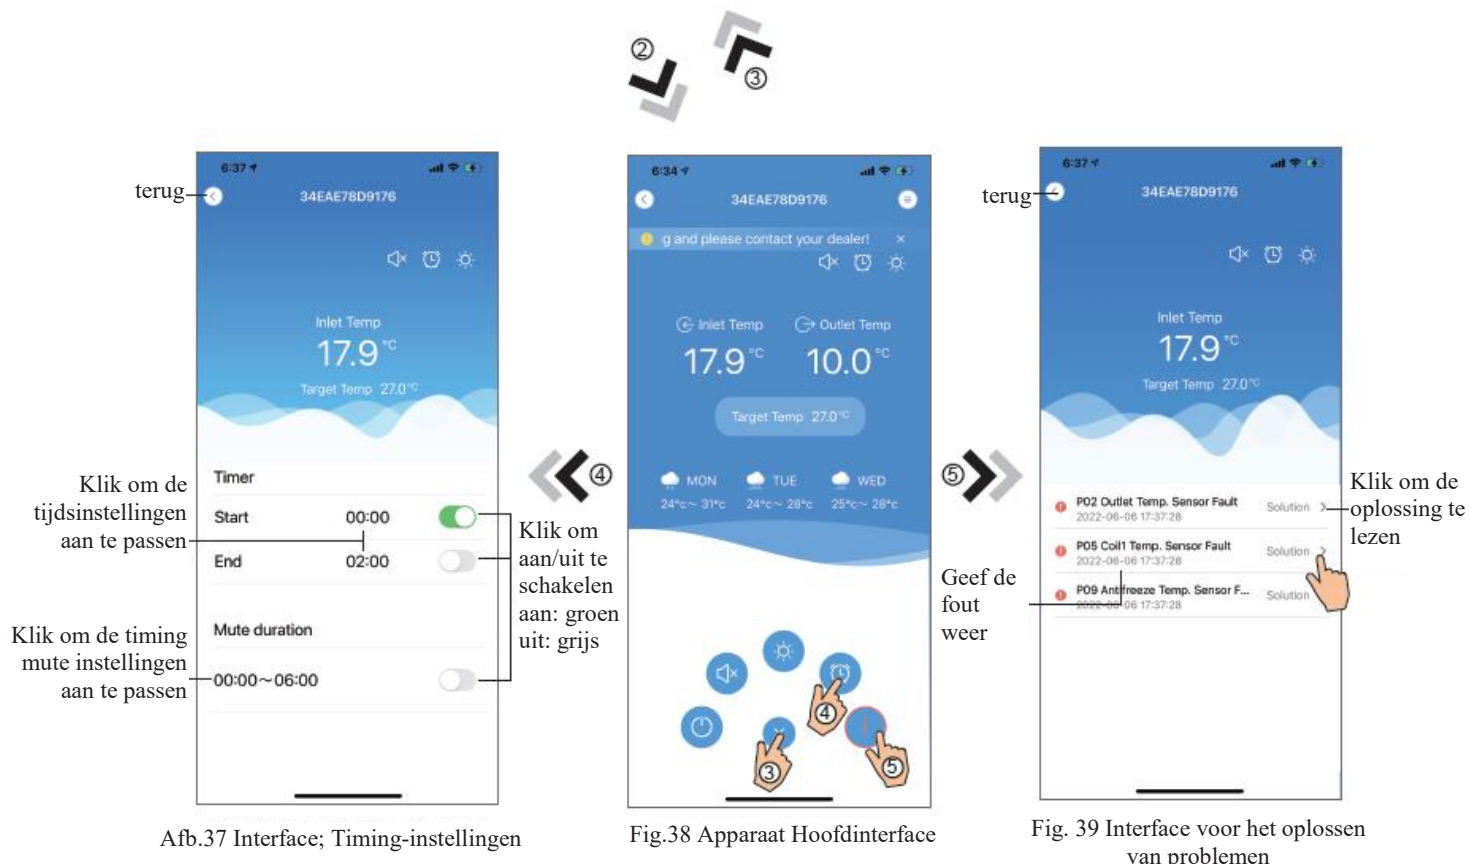 ②
③
terug
6:37
34EAE78D9176
Inlet Temp
17.9 °C
Target Temp 27.0°C
Timer
Start 00:00
End 02:00
Mute duration
00:00～06:00
Klik om de
tijdsinstellingen
aan te passen
Klik om de timing
mute instellingen
aan te passen
Klik om
aan/uit te
schakelen
aan: groen
uit: grijs
Afb.37 Interface; Timing-instellingen
④
6:34
34EAE78D9176
g and please contact your dealer! ×
Inlet Temp Outlet Temp
17.9 °C 10.0 °C
Target Temp 27.0°C
MON TUE WED
24°c～ 31°c 24°c～ 28°c 25°c～ 28°c
④
③
⑤
Fig.38 Apparaat Hoofdinterface
⑤
terug
6:37
34EAE78D9176
Inlet Temp
17.9 °C
Target Temp 27.0°C
P02 Outlet Temp. Sensor Fault Solution
2022-06-06 17:37:28
P05 Coil1 Temp. Sensor Fault Solution
2022-06-06 17:37:28
P09 Antifreeze Temp. Sensor F... Solution
2022-06-06 17:37:28
Geef de
fout
weer
Klik om de
oplossing te
lezen
Fig. 39 Interface voor het oplossen
van problemen